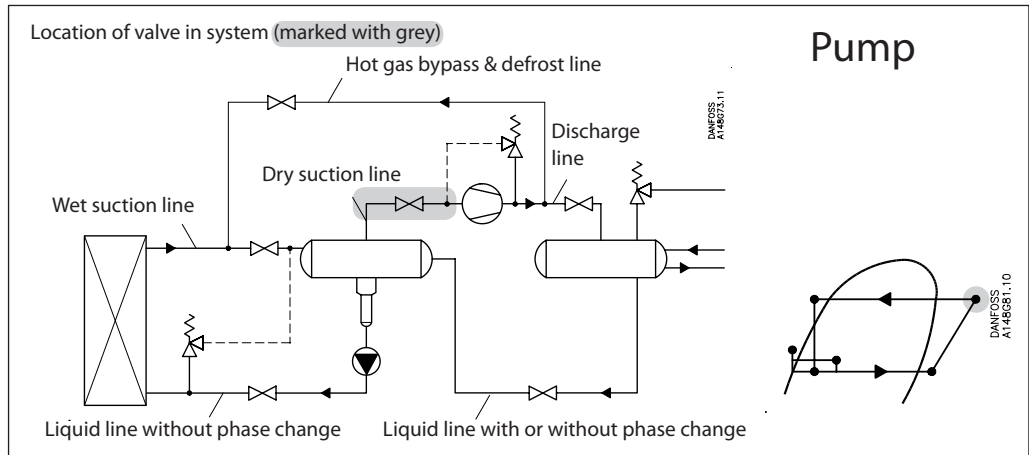 Location of valve in system (marked with grey)
Pump
Hot gas bypass & defrost line
DANFOSS
A148G73.11
Discharge
line
Dry suction line
Wet suction line
DANFOSS
A148G81.10
Liquid line without phase change
Liquid line with or without phase change